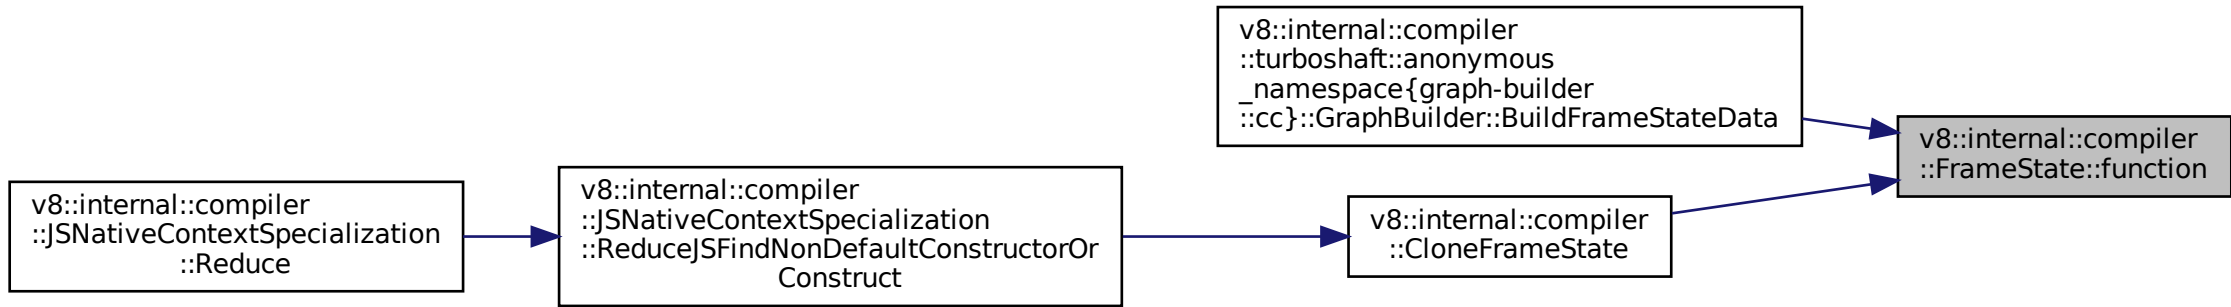 v8::internal::compiler
::turboshaft::anonymous
_namespace{graph-builder
::cc}::GraphBuilder::BuildFrameStateData
v8::internal::compiler
::FrameState::function
v8::internal::compiler
::JSNativeContextSpecialization
::ReduceJSFindNonDefaultConstructorOr
Construct
v8::internal::compiler
::JSNativeContextSpecialization
::Reduce
v8::internal::compiler
::CloneFrameState